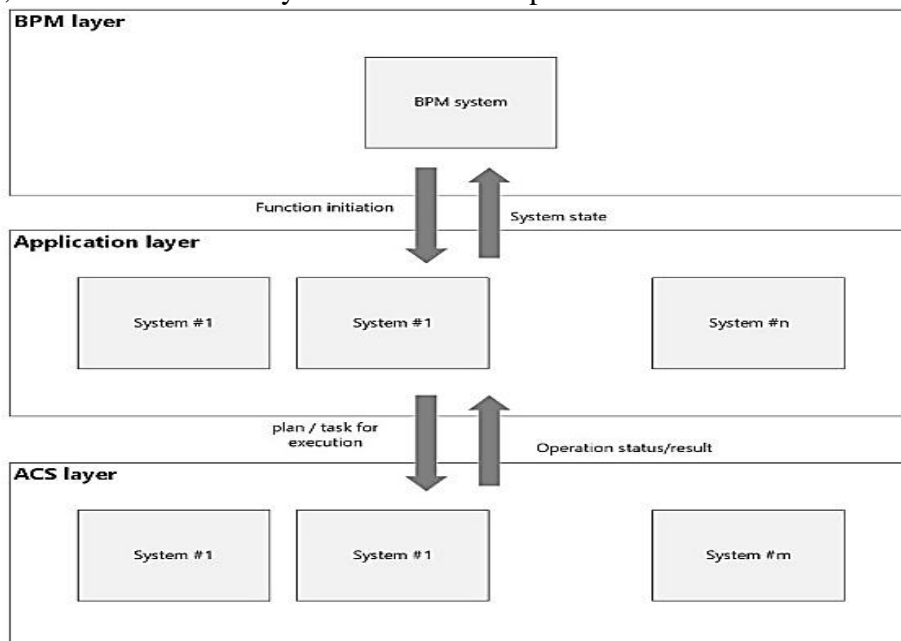 BPM layer
BPM system
Function initiation
System state
Application layer
System #1
System #1
System #n
plan / task for
execution
Operation status/result
ACS layer
System #1
System #1
System #m